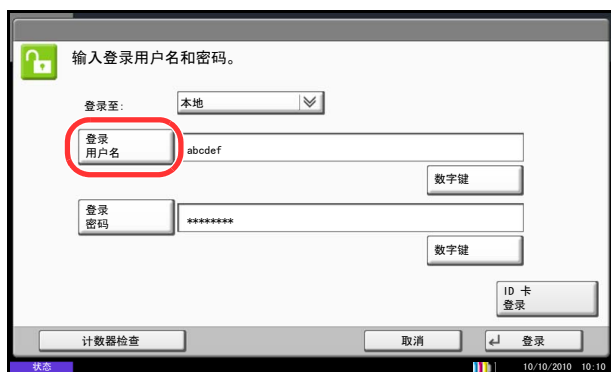 输入登录用户名和密码。
登录至:
本地
登录
用户名
abcdef
数字键
登录
密码
********
数字键
ID 卡
登录
计数器检查
取消
登录
状态
10/10/2010 10:10